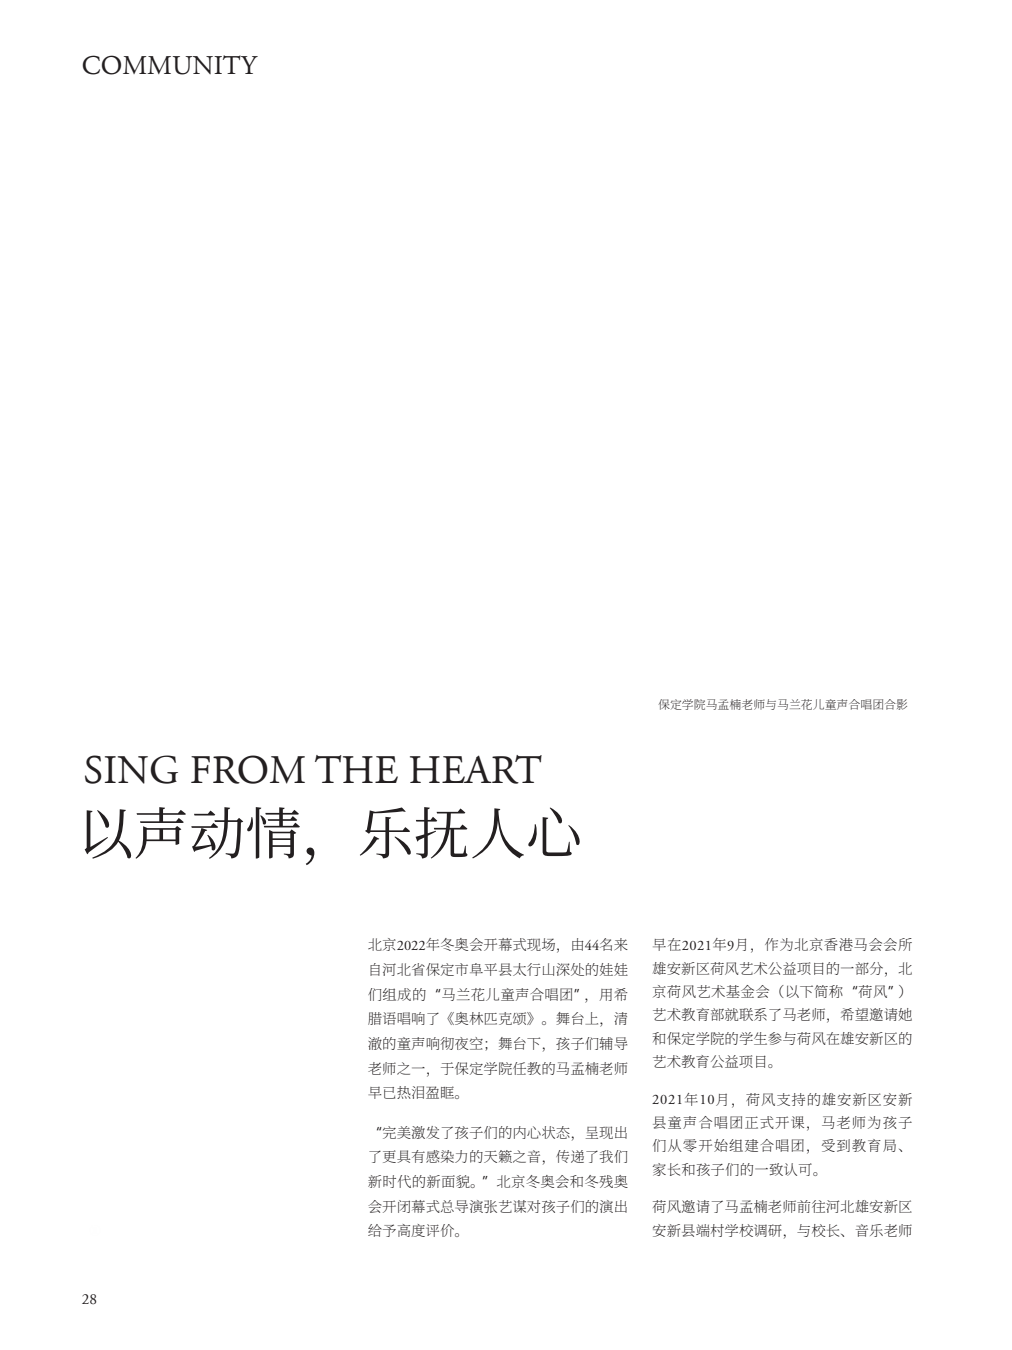 COMMUNITY
保定学院马孟楠老师与马兰花儿童声合唱团合影
SING FROM THE HEART
以声动情，乐抚人心
北京2022年冬奥会开幕式现场，由44名来
自河北省保定市阜平县太行山深处的娃娃
们组成的“马兰花儿童声合唱团”，用希
腊语唱响了《奥林匹克颂》。舞台上，清
澈的童声响彻夜空；舞台下，孩子们辅导
老师之一，于保定学院任教的马孟楠老师
早已热泪盈眶。
“完美激发了孩子们的内心状态，呈现出
了更具有感染力的天籁之音，传递了我们
新时代的新面貌。”北京冬奥会和冬残奥
会开闭幕式总导演张艺谋对孩子们的演出
给予高度评价。
早在2021年9月，作为北京香港马会会所
雄安新区荷风艺术公益项目的一部分，北
京荷风艺术基金会（以下简称“荷风”）
艺术教育部就联系了马老师，希望邀请她
和保定学院的学生参与荷风在雄安新区的
艺术教育公益项目。
2021年10月，荷风支持的雄安新区安新
县童声合唱团正式开课，马老师为孩子
们从零开始组建合唱团，受到教育局、
家长和孩子们的一致认可。
荷风邀请了马孟楠老师前往河北雄安新区
安新县端村学校调研，与校长、音乐老师
28